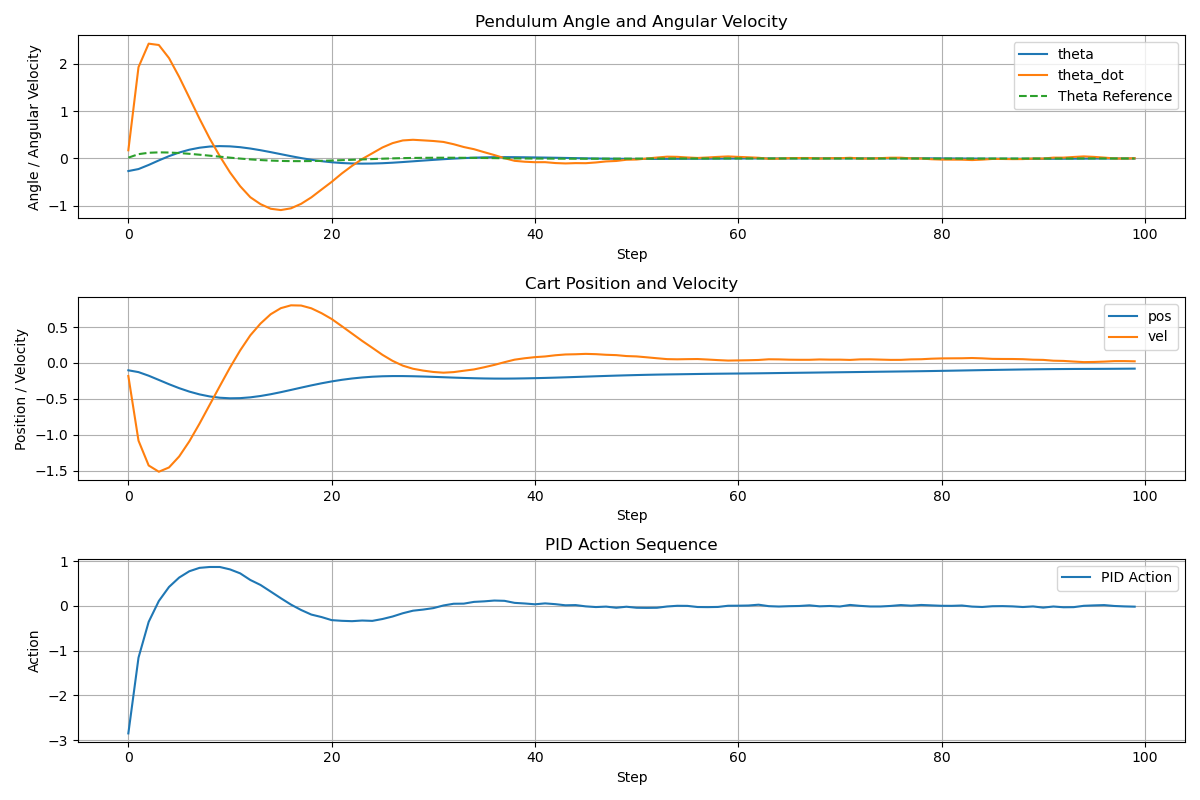 Pendulum Angle and Angular Velocity
Angle / Angular Velocity
2
1
0
−1
theta
theta_dot
Theta Reference
0 20 40 60 80 100
Step
Cart Position and Velocity
Position / Velocity
0.5
0.0
−0.5
−1.0
−1.5
pos
vel
0 20 40 60 80 100
Step
PID Action Sequence
Action
1
0
−1
−2
−3
PID Action
0 20 40 60 80 100
Step